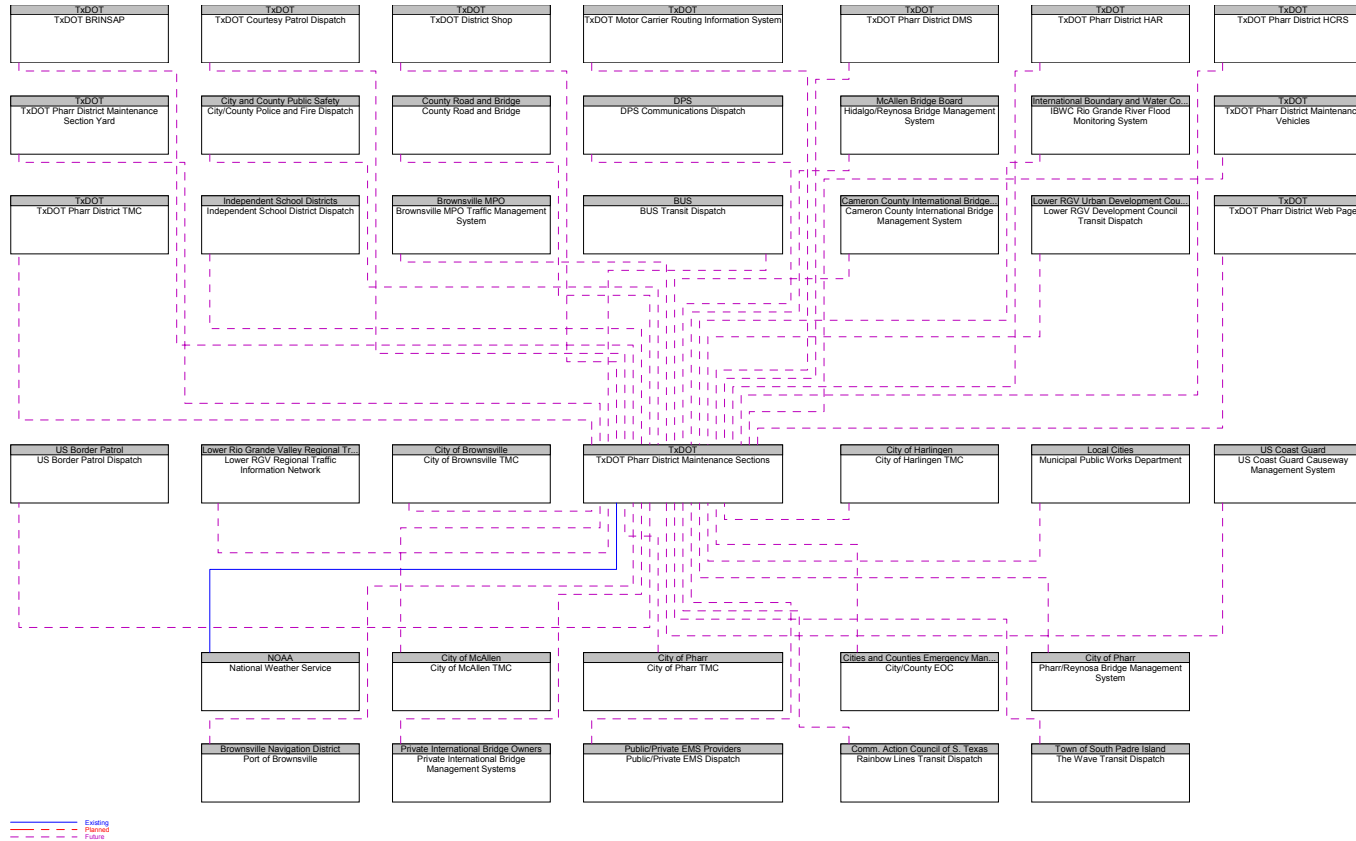 TxDOT
TxDOT BRINSAP
TxDOT
TxDOT Courtesy Patrol Dispatch
TxDOT
TxDOT District Shop
TxDOT
TxDOT Motor Carrier Routing Information System
TxDOT
TxDOT Pharr District DMS
TxDOT
TxDOT Pharr District HAR
TxDOT
TxDOT Pharr District HCRS
TxDOT
TxDOT Pharr District Maintenance
Section Yard
City and County Public Safety
City/County Police and Fire Dispatch
County Road and Bridge
County Road and Bridge
DPS
DPS Communications Dispatch
McAllen Bridge Board
Hidalgo/Reynosa Bridge Management
System
International Boundary and Water Co...
IBWC Rio Grande River Flood
Monitoring System
TxDOT
TxDOT Pharr District Maintenance
Vehicles
TxDOT
TxDOT Pharr District TMC
Independent School Districts
Independent School District Dispatch
Brownsville MPO
Brownsville MPO Traffic Management
System
BUS
BUS Transit Dispatch
Cameron County International Bridge...
Cameron County International Bridge
Management System
Lower RGV Urban Development Cou...
Lower RGV Development Council
Transit Dispatch
TxDOT
TxDOT Pharr District Web Page
US Border Patrol
US Border Patrol Dispatch
Lower Rio Grande Valley Regional Tr...
Lower RGV Regional Traffic
Information Network
City of Brownsville
City of Brownsville TMC
TxDOT
TxDOT Pharr District Maintenance Sections
City of Harlingen
City of Harlingen TMC
Local Cities
Municipal Public Works Department
US Coast Guard
US Coast Guard Causeway
Management System
NOAA
National Weather Service
City of McAllen
City of McAllen TMC
City of Pharr
City of Pharr TMC
Cities and Counties Emergency Man...
City/County EOC
City of Pharr
Pharr/Reynosa Bridge Management
System
Brownsville Navigation District
Port of Brownsville
Private International Bridge Owners
Private International Bridge
Management Systems
Public/Private EMS Providers
Public/Private EMS Dispatch
Comm. Action Council of S. Texas
Rainbow Lines Transit Dispatch
Town of South Padre Island
The Wave Transit Dispatch
Existing
Planned
Future